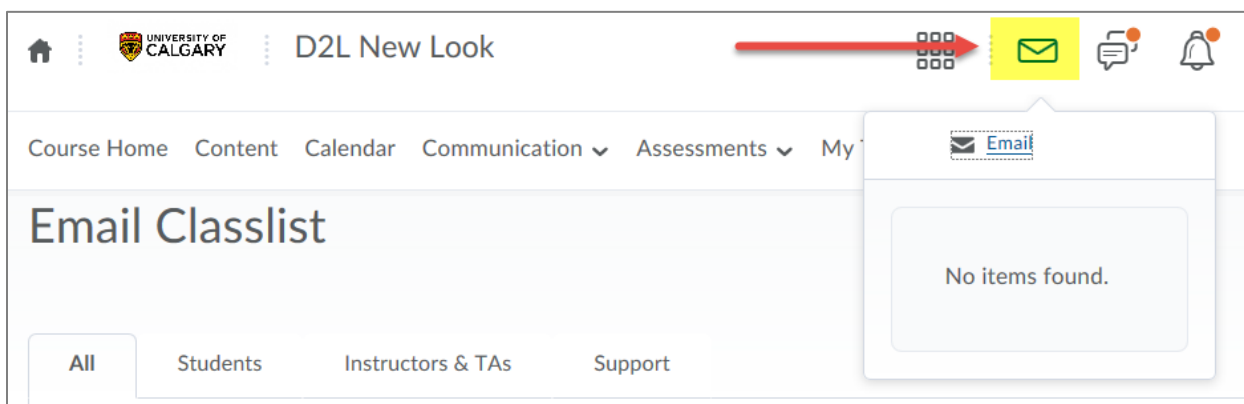 UNIVERSITY OF
CALGARY
D2L New Look
Course Home Content Calendar Communication Assessments My
Email
Email Classlist
No items found.
All Students Instructors & TAs Support